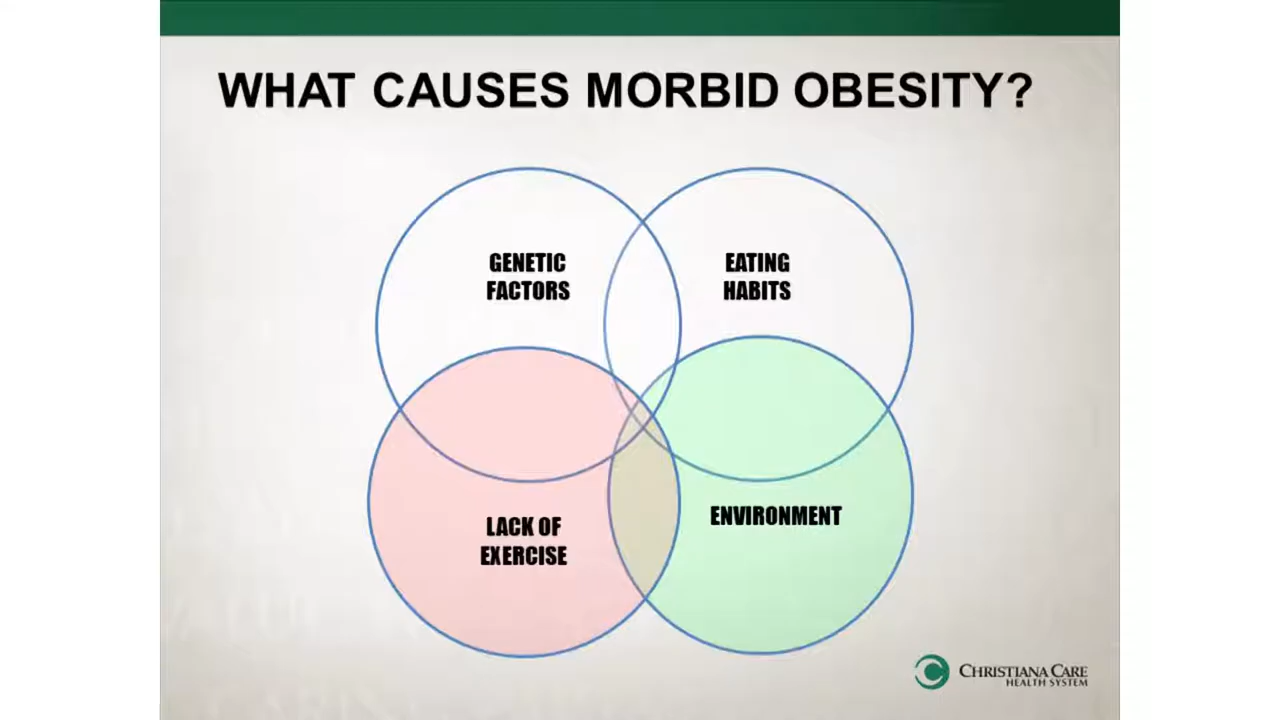 WHAT CAUSES MORBID OBESITY?
GENETIC
FACTORS
EATING
HABITS
LACK OF
EXERCISE
ENVIRONMENT
CHRISTIANA CARE
HEALTH SYSTEM